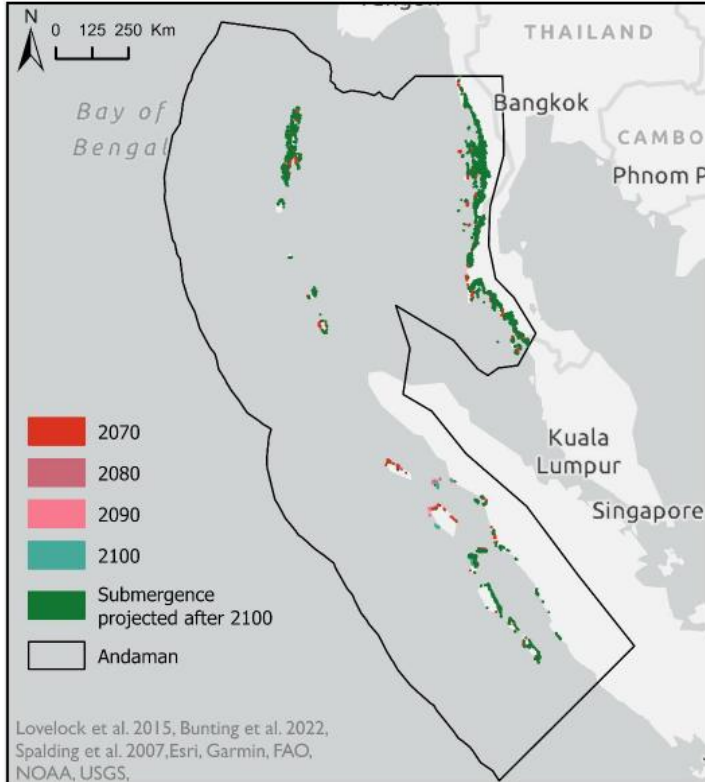 N
0 125 250 Km
THAILAND
Bay of
Bengal
Bangkok
CAMBO
Phnom P
2070
2080
2090
2100
Submergence
projected after 2100
Andaman
Kuala
Lumpur
Singapore
Lovelock et al. 2015, Bunting et al. 2022,
Spalding et al. 2007,Esri, Garmin, FAO,
NOAA, USGS,